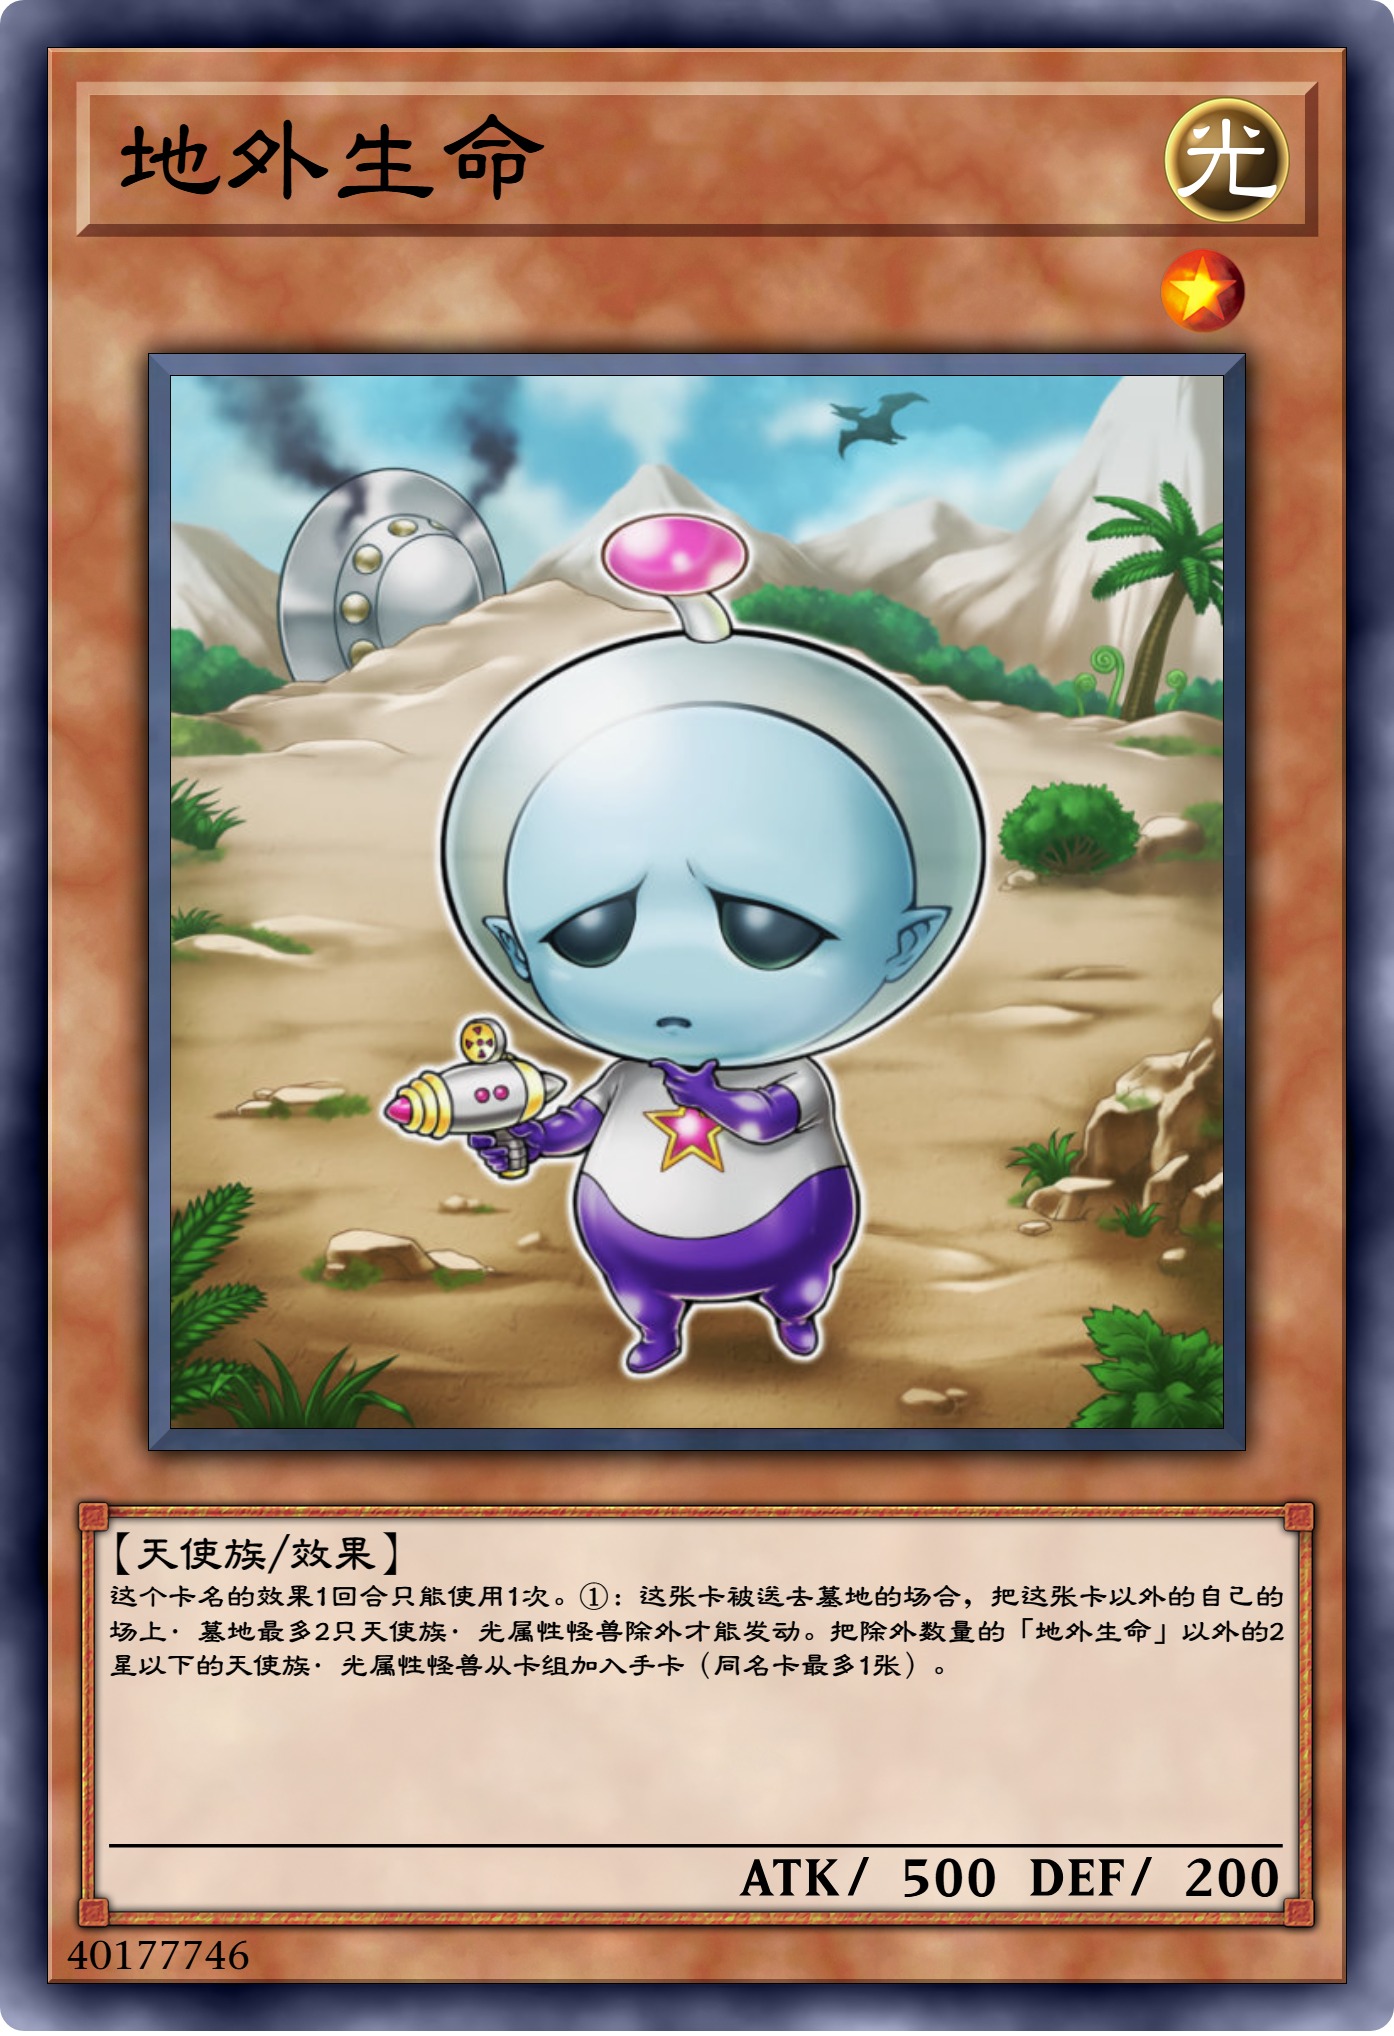 地外生命
光
【天使族/效果】
这个卡名的效果1回合只能使用1次。①：这张卡被送去墓地的场合，把这张卡以外的自己的
场上·墓地最多2只天使族·光属性怪兽除外才能发动。把除外数量的「地外生命」以外的2
星以下的天使族·光属性怪兽从卡组加入手卡（同名卡最多1张）。
ATK/ 500 DEF/ 200
40177746